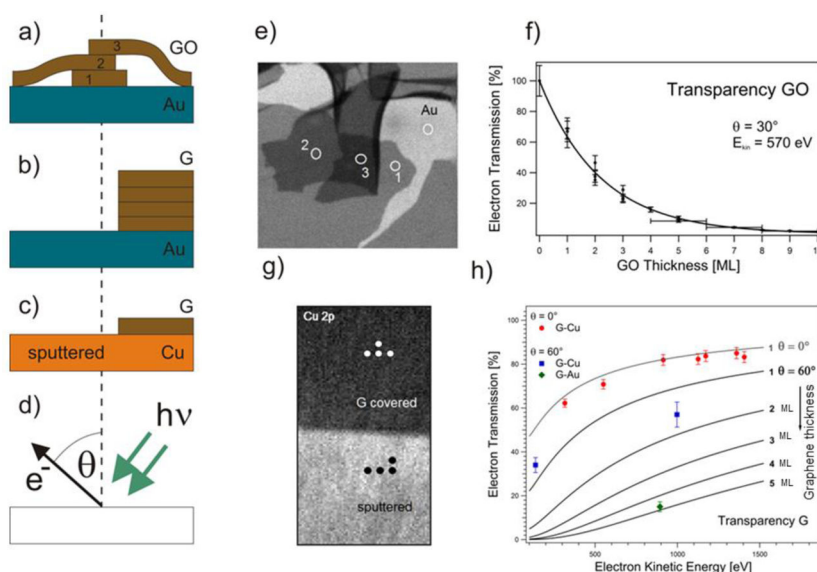 a)
3
GO
2
1
Au
b)
G
Au
c)
G
sputtered
Cu
d)
hν
e-
θ
e)
Au
2
3
1
f)
Electron Transmission [%]
100
80
60
40
20
Transparency GO
θ = 30°
Ekin = 570 eV
0 1 2 3 4 5 6 7 8 9
GO Thickness [ML]
g)
Cu 2p
G covered
sputtered
h)
Electron Transmission [%]
100
80
60
40
20
0
θ = 0°
G-Cu
θ = 60°
G-Cu
G-Au
1 θ = 0°
1 θ = 60°
2 ML
3 ML
4 ML
5 ML
Graphene thickness
Transparency G
500 1000 1500
Electron Kinetic Energy [eV]